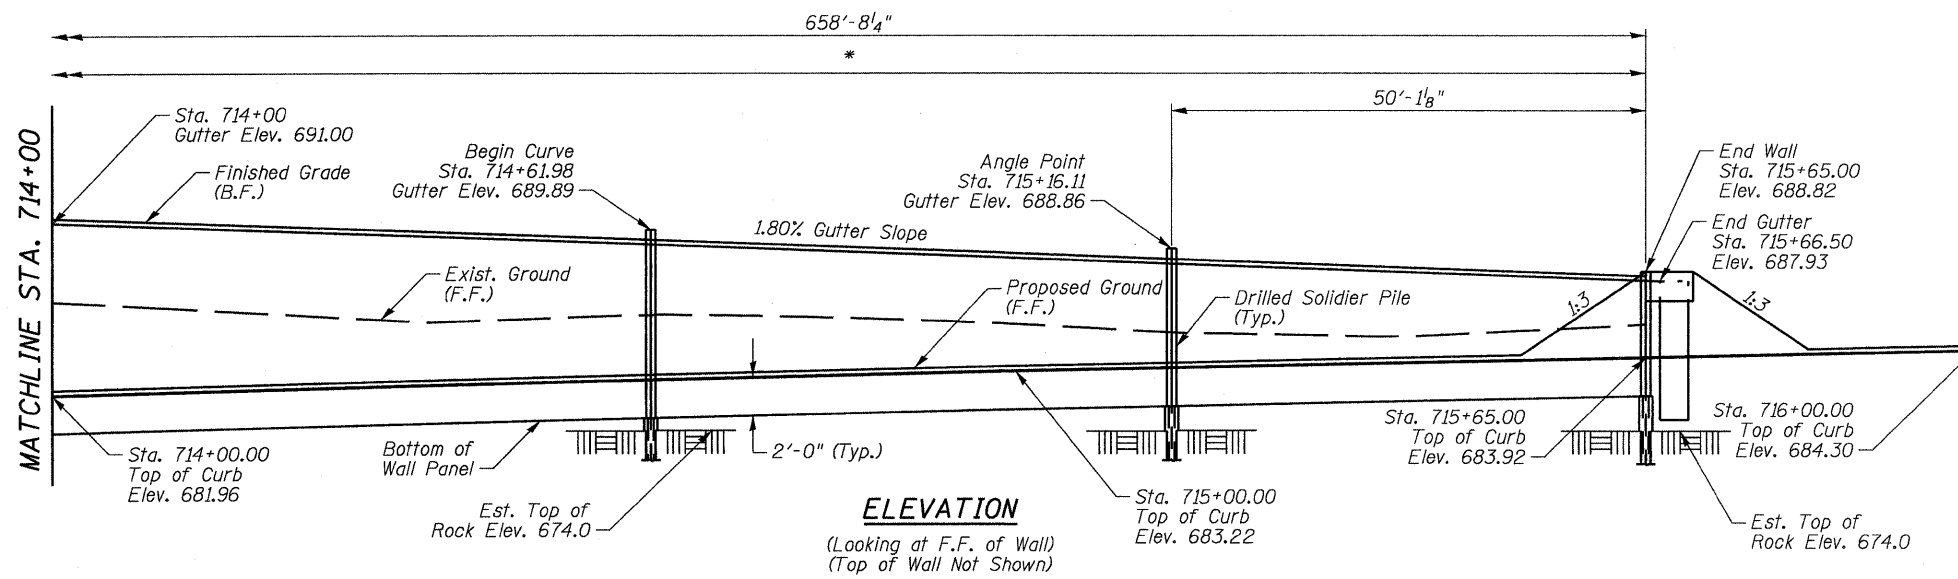 658'-8¼"
*
50'-1⅛"
MATCHLINE STA. 714+00
Sta. 714+00
Gutter Elev. 691.00
Finished Grade
(B.F.)
Begin Curve
Sta. 714+61.98
Gutter Elev. 689.89
1.80% Gutter Slope
Angle Point
Sta. 715+16.11
Gutter Elev. 688.86
End Wall
Sta. 715+65.00
Elev. 688.82
End Gutter
Sta. 715+66.50
Elev. 687.93
Exist. Ground
(F.F.)
Proposed Ground
(F.F.)
Drilled Solidier Pile
(Typ.)
1:3
1:3
Sta. 714+00.00
Top of Curb
Elev. 681.96
Bottom of
Wall Panel
2'-0" (Typ.)
Est. Top of
Rock Elev. 674.0
Sta. 715+00.00
Top of Curb
Elev. 683.22
Sta. 715+65.00
Top of Curb
Elev. 683.92
Sta. 716+00.00
Top of Curb
Elev. 684.30
Est. Top of
Rock Elev. 674.0
ELEVATION
(Looking at F.F. of Wall)
(Top of Wall Not Shown)